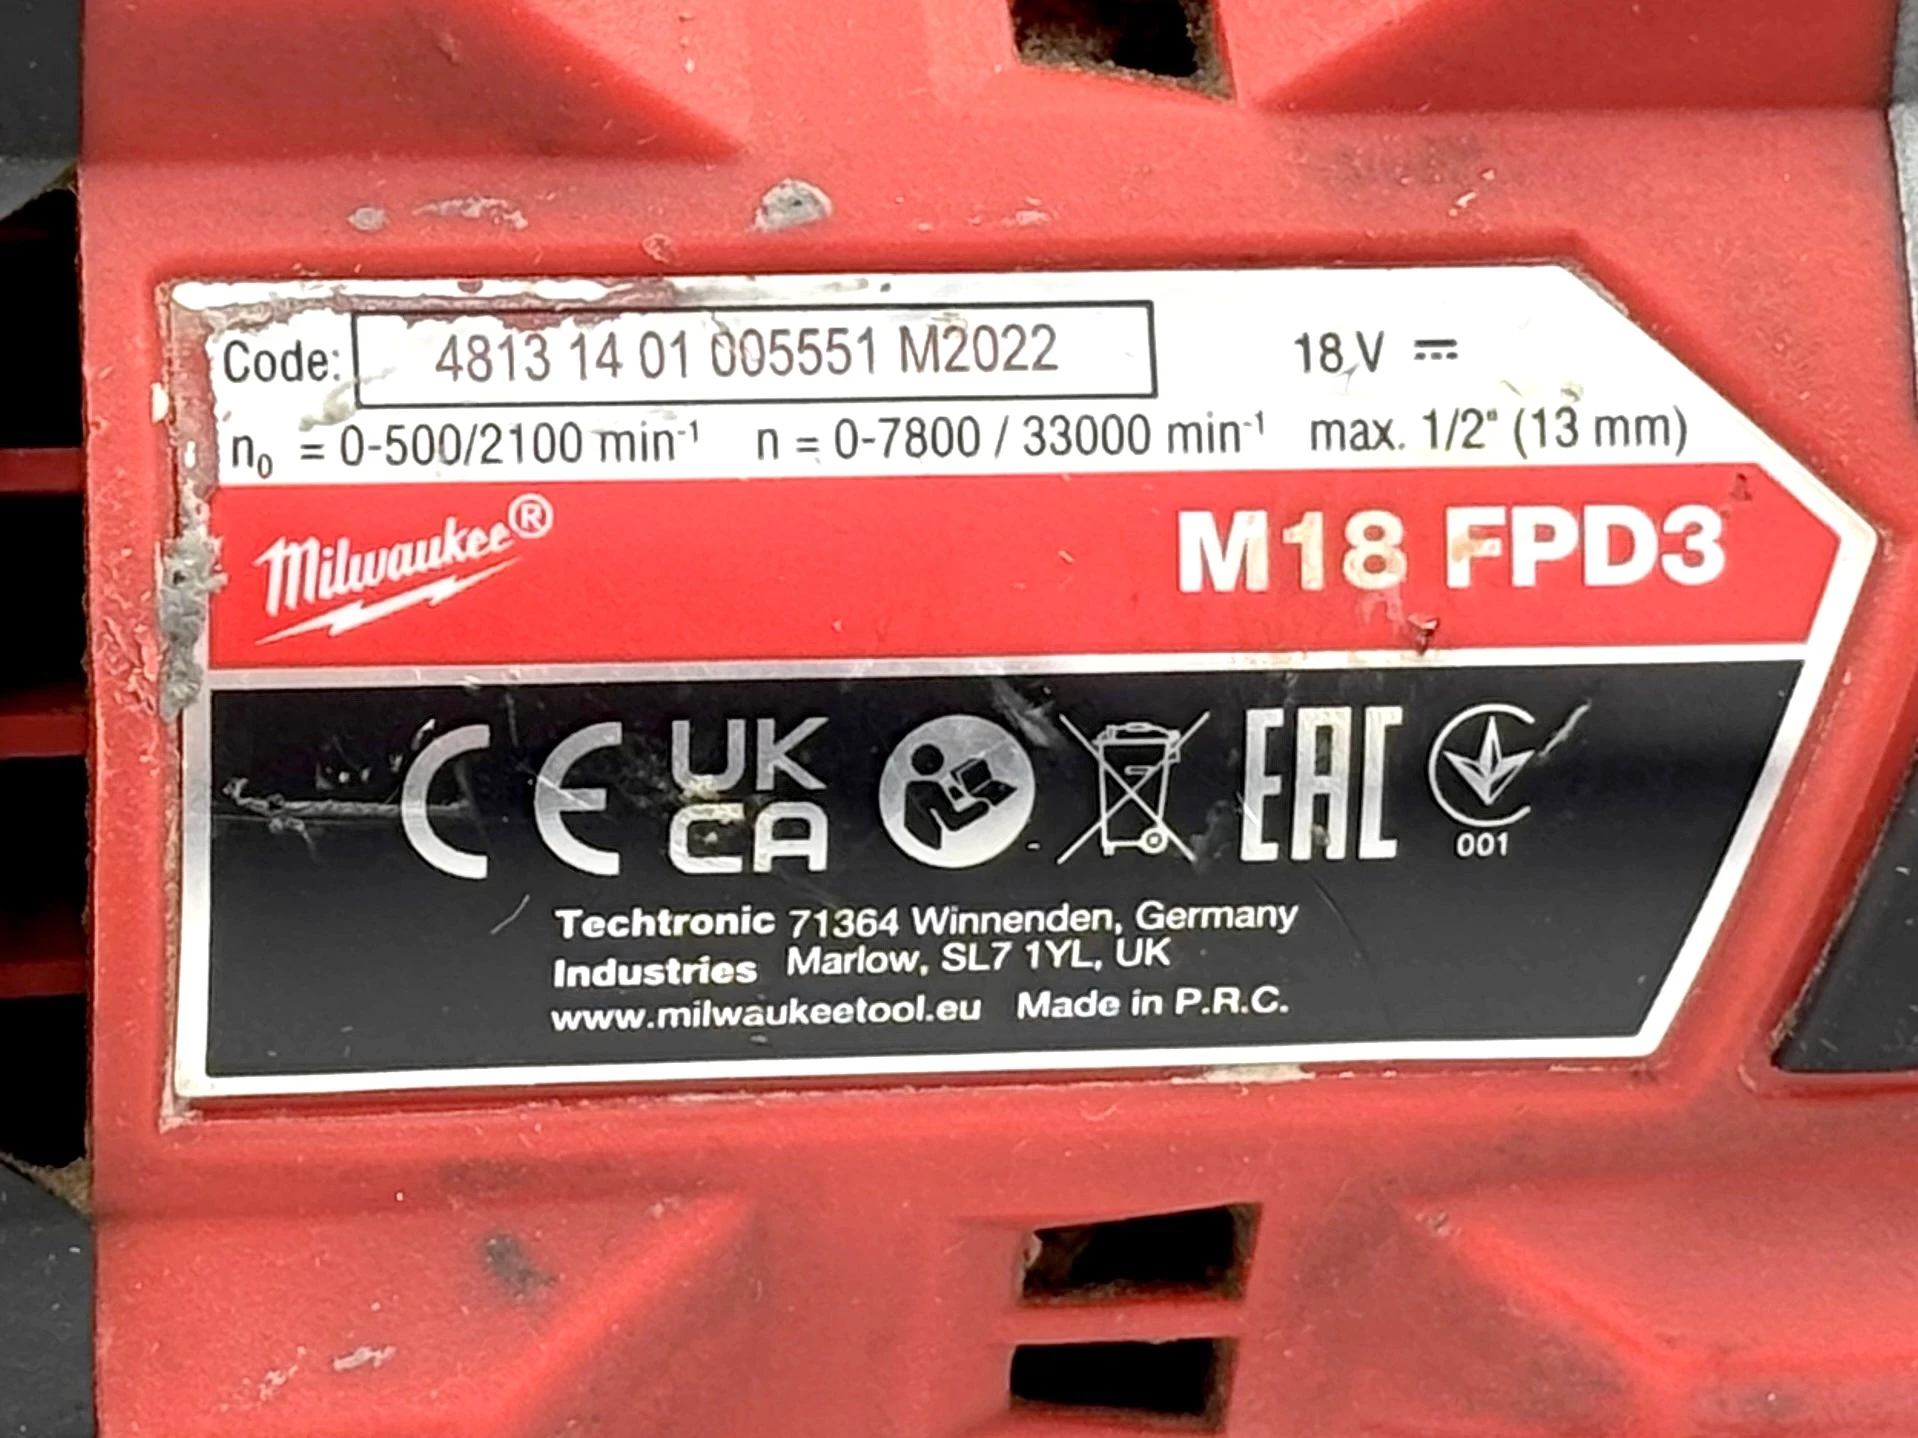 Code: 4813 14 01 005551 M2022 18 V ⎓
n₀ = 0-500/2100 min⁻¹ n = 0-7800 / 33000 min⁻¹ max. 1/2" (13 mm)
Milwaukee® M18 FPD3
CE UK CA EAC
001
Techtronic Industries 71364 Winnenden, Germany
Marlow, SL7 1YL, UK
www.milwaukeetool.eu Made in P.R.C.